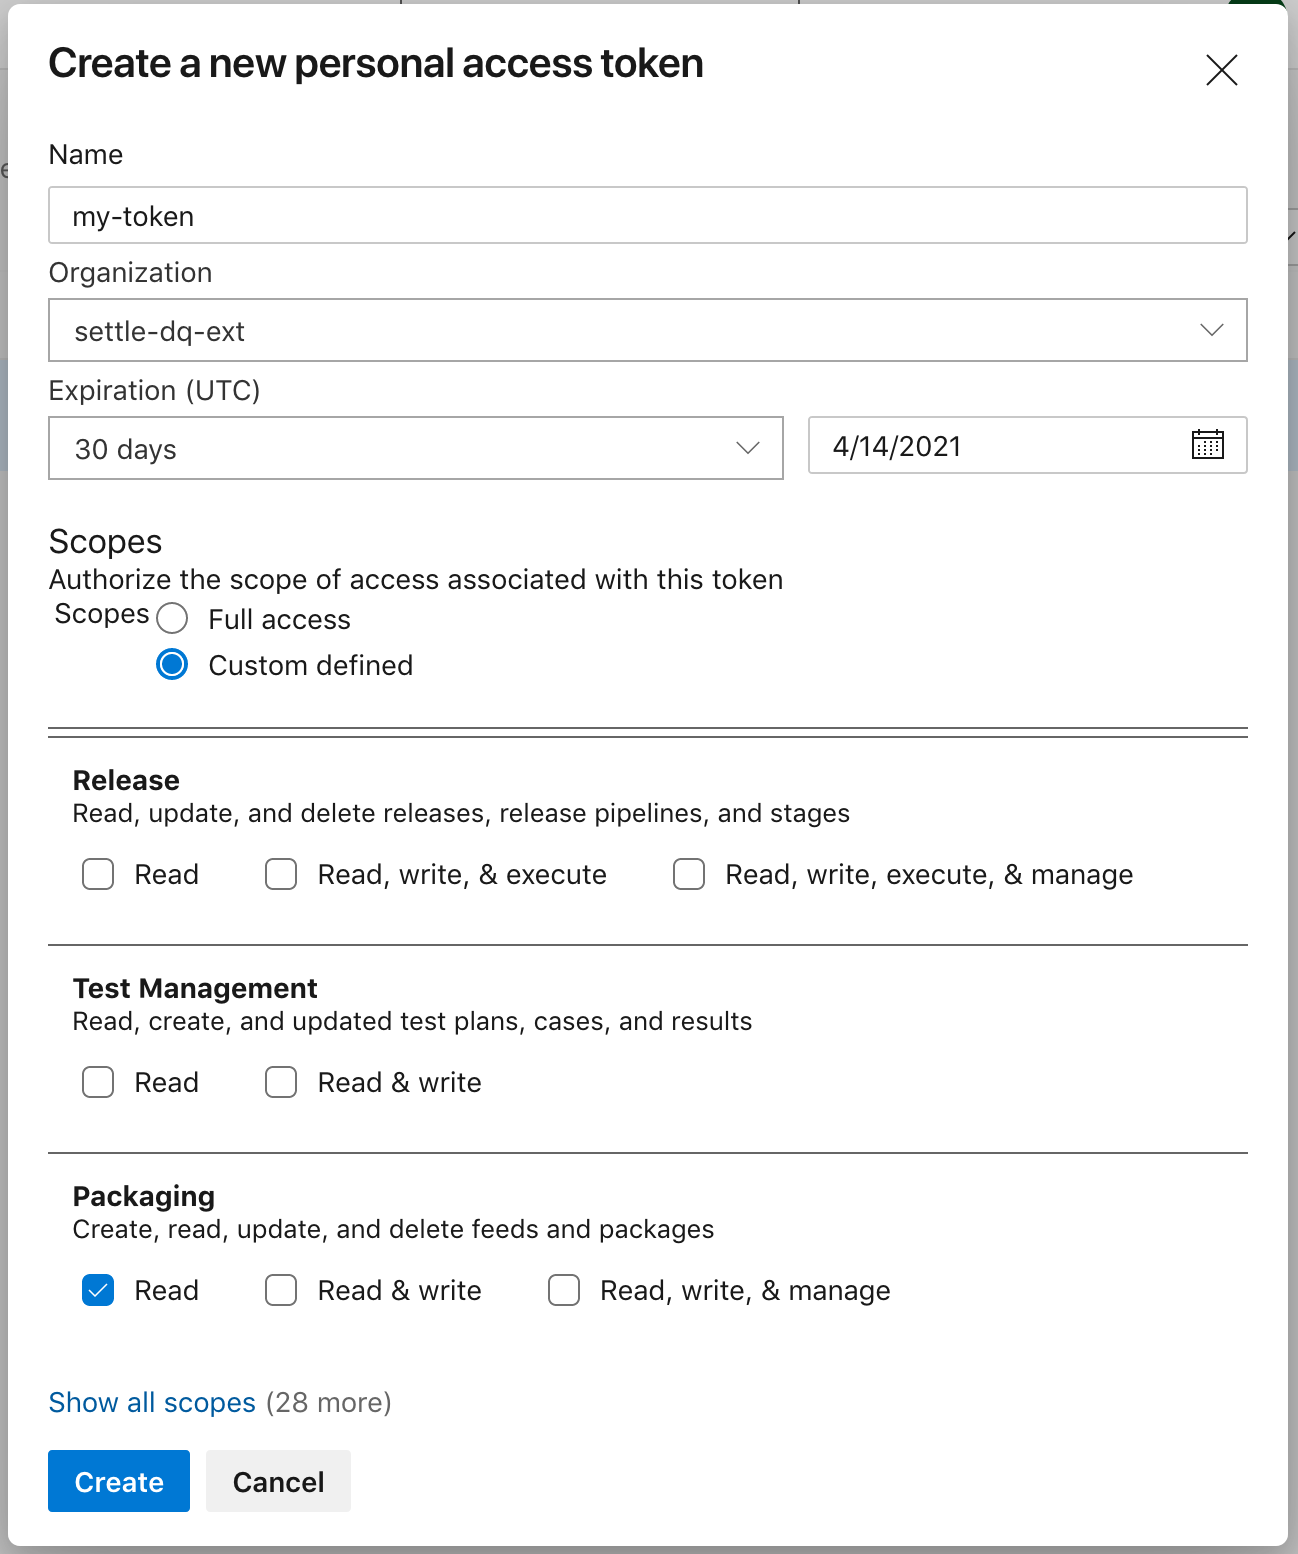 Create a new personal access token
Name
my-token
Organization
settle-dq-ext
Expiration (UTC)
30 days 4/14/2021
Scopes
Authorize the scope of access associated with this token
Scopes Full access
Custom defined
Release
Read, update, and delete releases, release pipelines, and stages
Read Read, write, & execute Read, write, execute, & manage
Test Management
Read, create, and updated test plans, cases, and results
Read Read & write
Packaging
Create, read, update, and delete feeds and packages
Read Read & write Read, write, & manage
Show all scopes (28 more)
Create Cancel